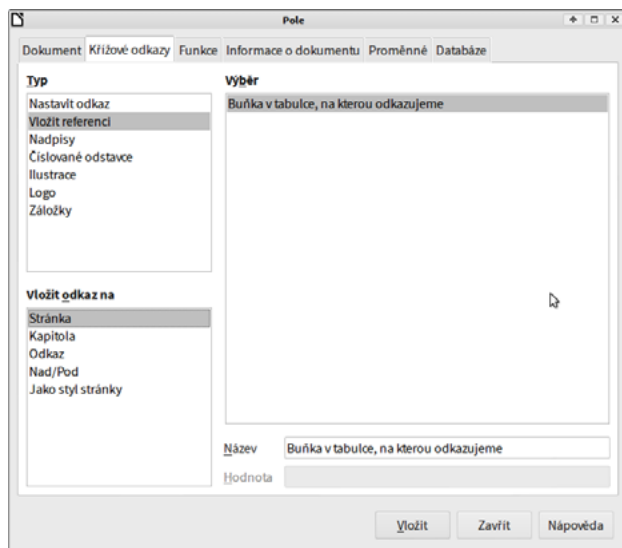 Pole
Dokument Křížové odkazy Funkce Informace o dokumentu Proměnné Databáze
Typ
Nastavit odkaz
Vložit referenci
Nadpisy
Číslované odstavce
Ilustrace
Logo
Záložky
Vložit odkaz na
Stránka
Kapitola
Odkaz
Nad/Pod
Jako styl stránky
Výběr
Buňka v tabulce, na kterou odkazujeme
Název Buňka v tabulce, na kterou odkazujeme
Hodnota
Vložit Zavřít Nápověda